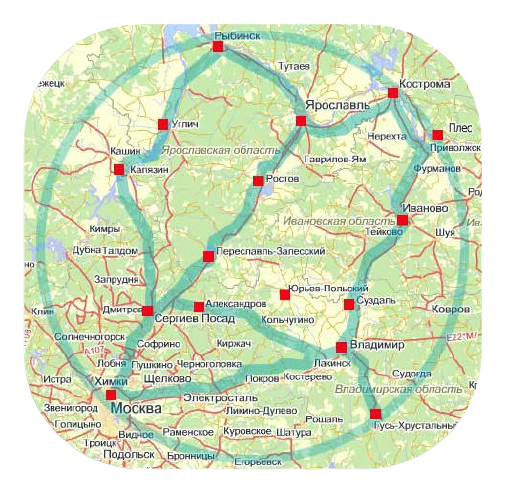 Рыбинск
Тутаев
ежецк
Кострома
Ярославль
Углич
Плес
Нерехта
Приволжск
Кашин
Ярославская область
Гаврилов-Ям
Фурманов
Калязин
Ростов
Иваново
Ивановская область
Тейково
Шуя
Кимры
Дубна
Талдом
Переславль-Залесский
Запрудня
Юрьев-Польский
Клин
Дмитров
Александров
Суздаль
Ковров
Сергиев Посад
Кольчугино
Солнечногорск
Софрино
Киржач
Владимир
А107
Лобня
Пушкино
Черноголовка
Лакинск
Истра
Химки
Щелково
Покров
Костерево
Судогда
Владимирская область
Звенигород
Москва
Электросталь
Ликино-Дулево
Рошаль
Гусь-Хрустальный
Голицыно
Видное
Раменское
Куровское
Шатура
Троицк
Подольск
Бронницы
Егорьевск